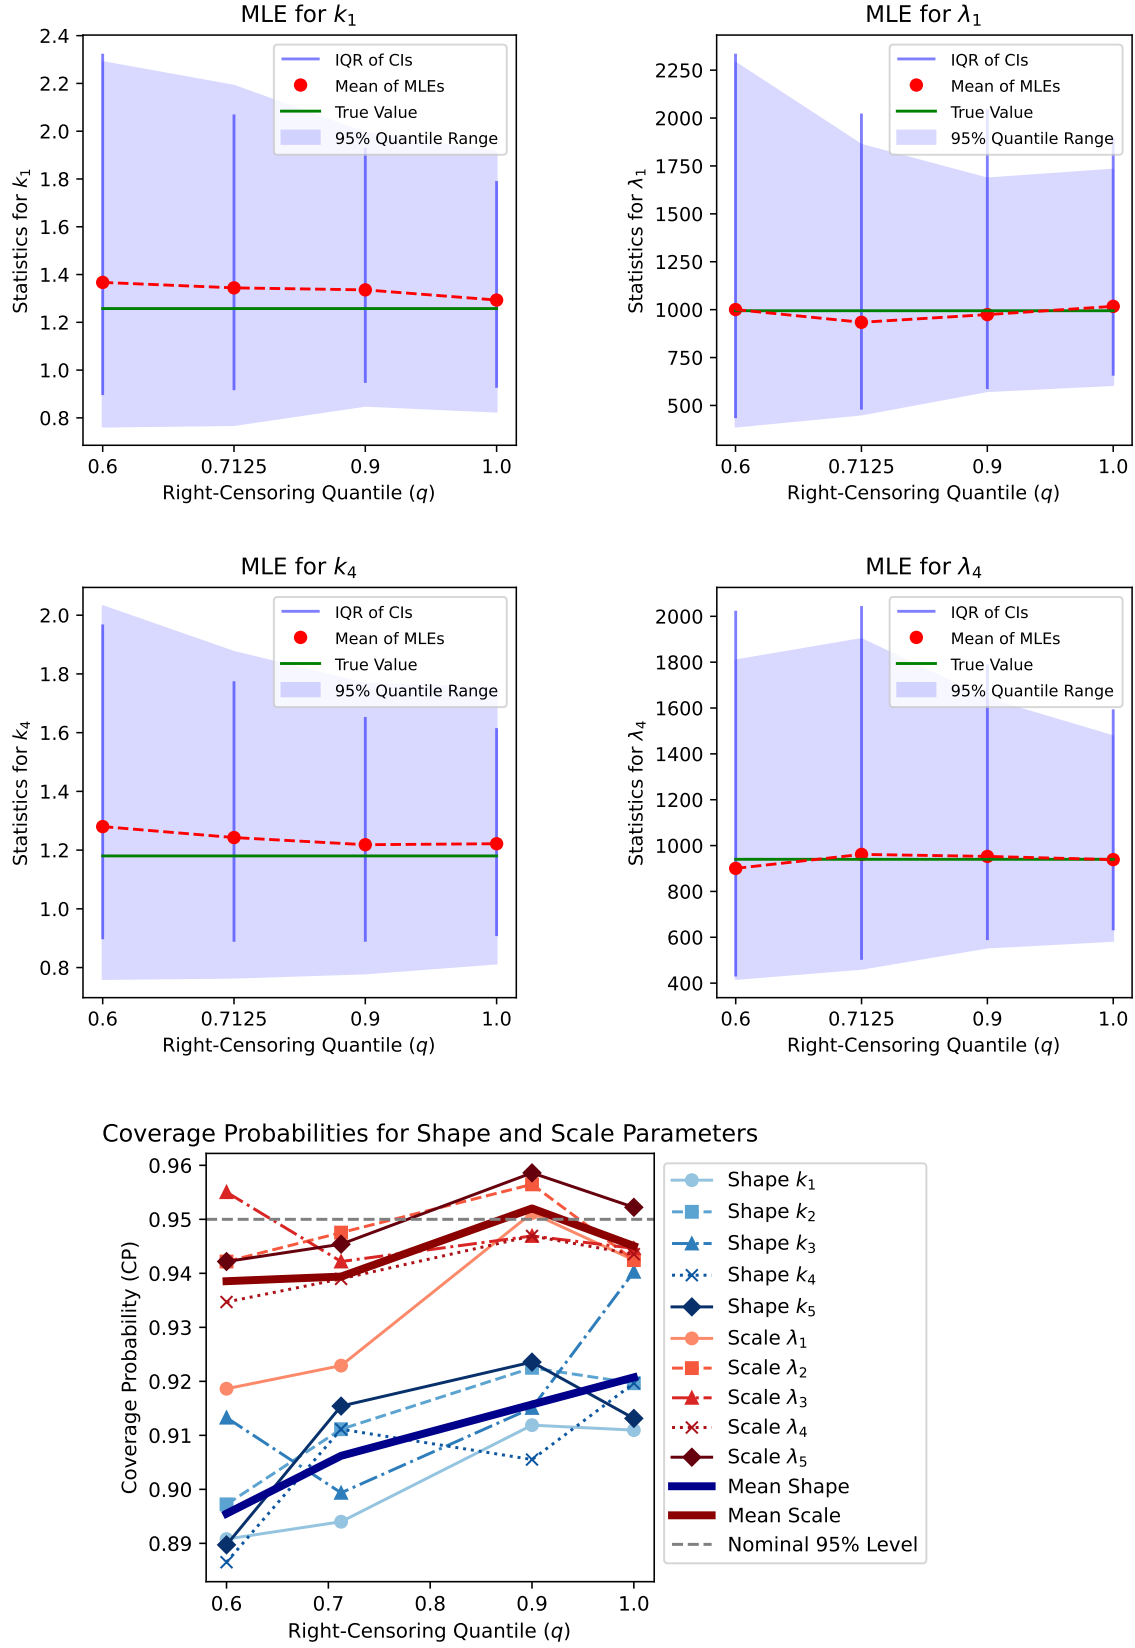 MLE for k1
2.4
2.2
2.0
1.8
1.6
1.4
1.2
1.0
0.8
Statistics for k1
IQR of CIs
Mean of MLEs
True Value
95% Quantile Range
0.6 0.7125 0.9 1.0
Right-Censoring Quantile (q)
MLE for λ1
2250
2000
1750
1500
1250
1000
750
500
Statistics for λ1
IQR of CIs
Mean of MLEs
True Value
95% Quantile Range
0.6 0.7125 0.9 1.0
Right-Censoring Quantile (q)
MLE for k4
2.0
1.8
1.6
1.4
1.2
1.0
0.8
Statistics for k4
IQR of CIs
Mean of MLEs
True Value
95% Quantile Range
0.6 0.7125 0.9 1.0
Right-Censoring Quantile (q)
MLE for λ4
2000
1800
1600
1400
1200
1000
800
600
400
Statistics for λ4
IQR of CIs
Mean of MLEs
True Value
95% Quantile Range
0.6 0.7125 0.9 1.0
Right-Censoring Quantile (q)
Coverage Probabilities for Shape and Scale Parameters
0.96
0.95
0.94
0.93
0.92
0.91
0.90
0.89
Coverage Probability (CP)
0.6 0.7 0.8 0.9 1.0
Right-Censoring Quantile (q)
Shape k1
Shape k2
Shape k3
Shape k4
Shape k5
Scale λ1
Scale λ2
Scale λ3
Scale λ4
Scale λ5
Mean Shape
Mean Scale
Nominal 95% Level